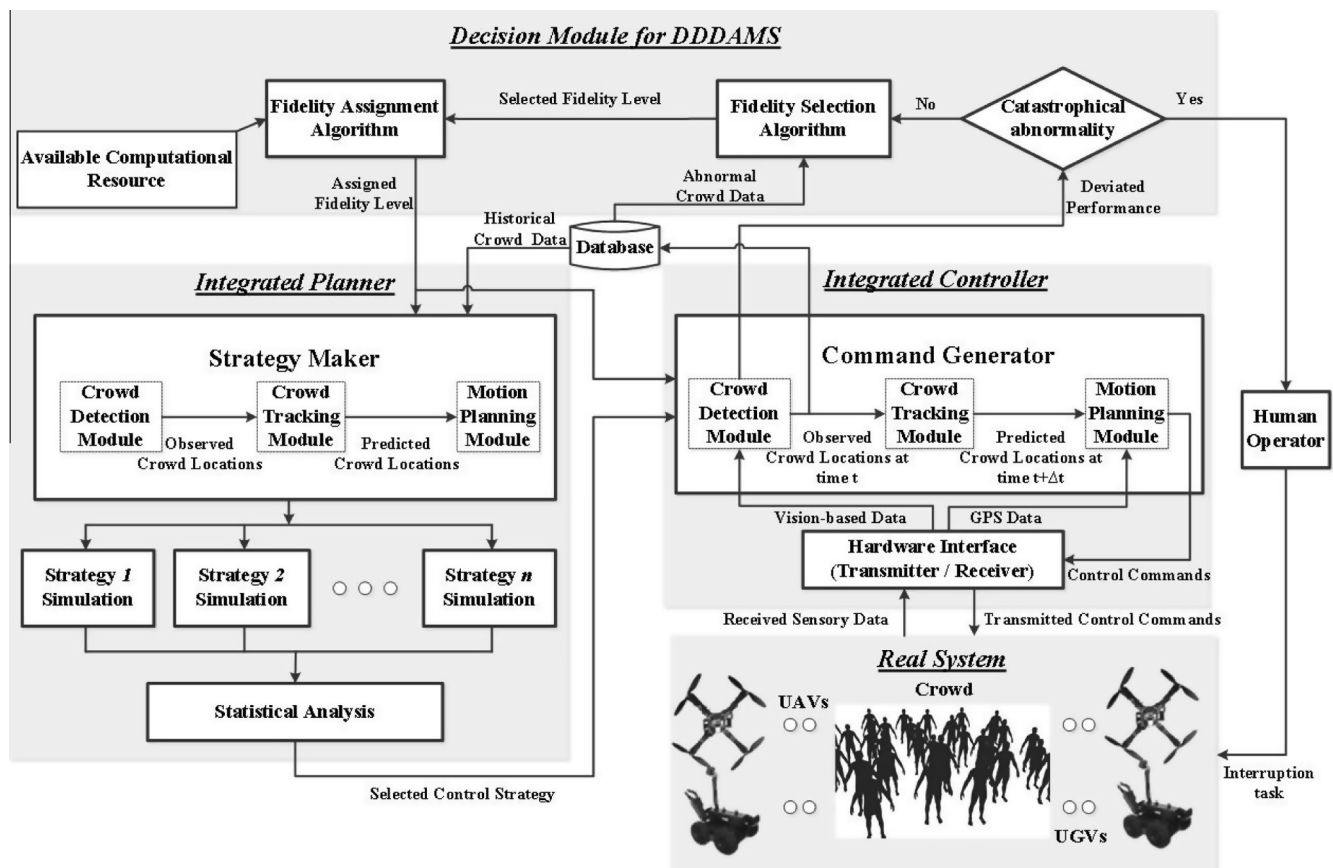 Decision Module for DDDAMS
Fidelity Assignment
Algorithm
Selected Fidelity Level
Fidelity Selection
Algorithm
No
Catastrophical
abnormality
Yes
Available Computational
Resource
Assigned
Fidelity Level
Abnormal
Crowd Data
Deviated
Performance
Historical
Crowd Data
Database
Integrated Planner
Integrated Controller
Strategy Maker
Crowd
Detection
Module
Observed
Crowd Locations
Crowd
Tracking
Module
Predicted
Crowd Locations
Motion
Planning
Module
Command Generator
Crowd
Detection
Module
Observed
Crowd Locations at
time t
Crowd
Tracking
Module
Predicted
Crowd Locations at
time t+Δt
Motion
Planning
Module
Human
Operator
Vision-based Data
GPS Data
Hardware Interface
(Transmitter / Receiver)
Control Commands
Strategy 1
Simulation
Strategy 2
Simulation
Strategy n
Simulation
Received Sensory Data
Transmitted Control Commands
Statistical Analysis
Selected Control Strategy
Real System
Crowd
UAVs
UGVs
Interruption
task